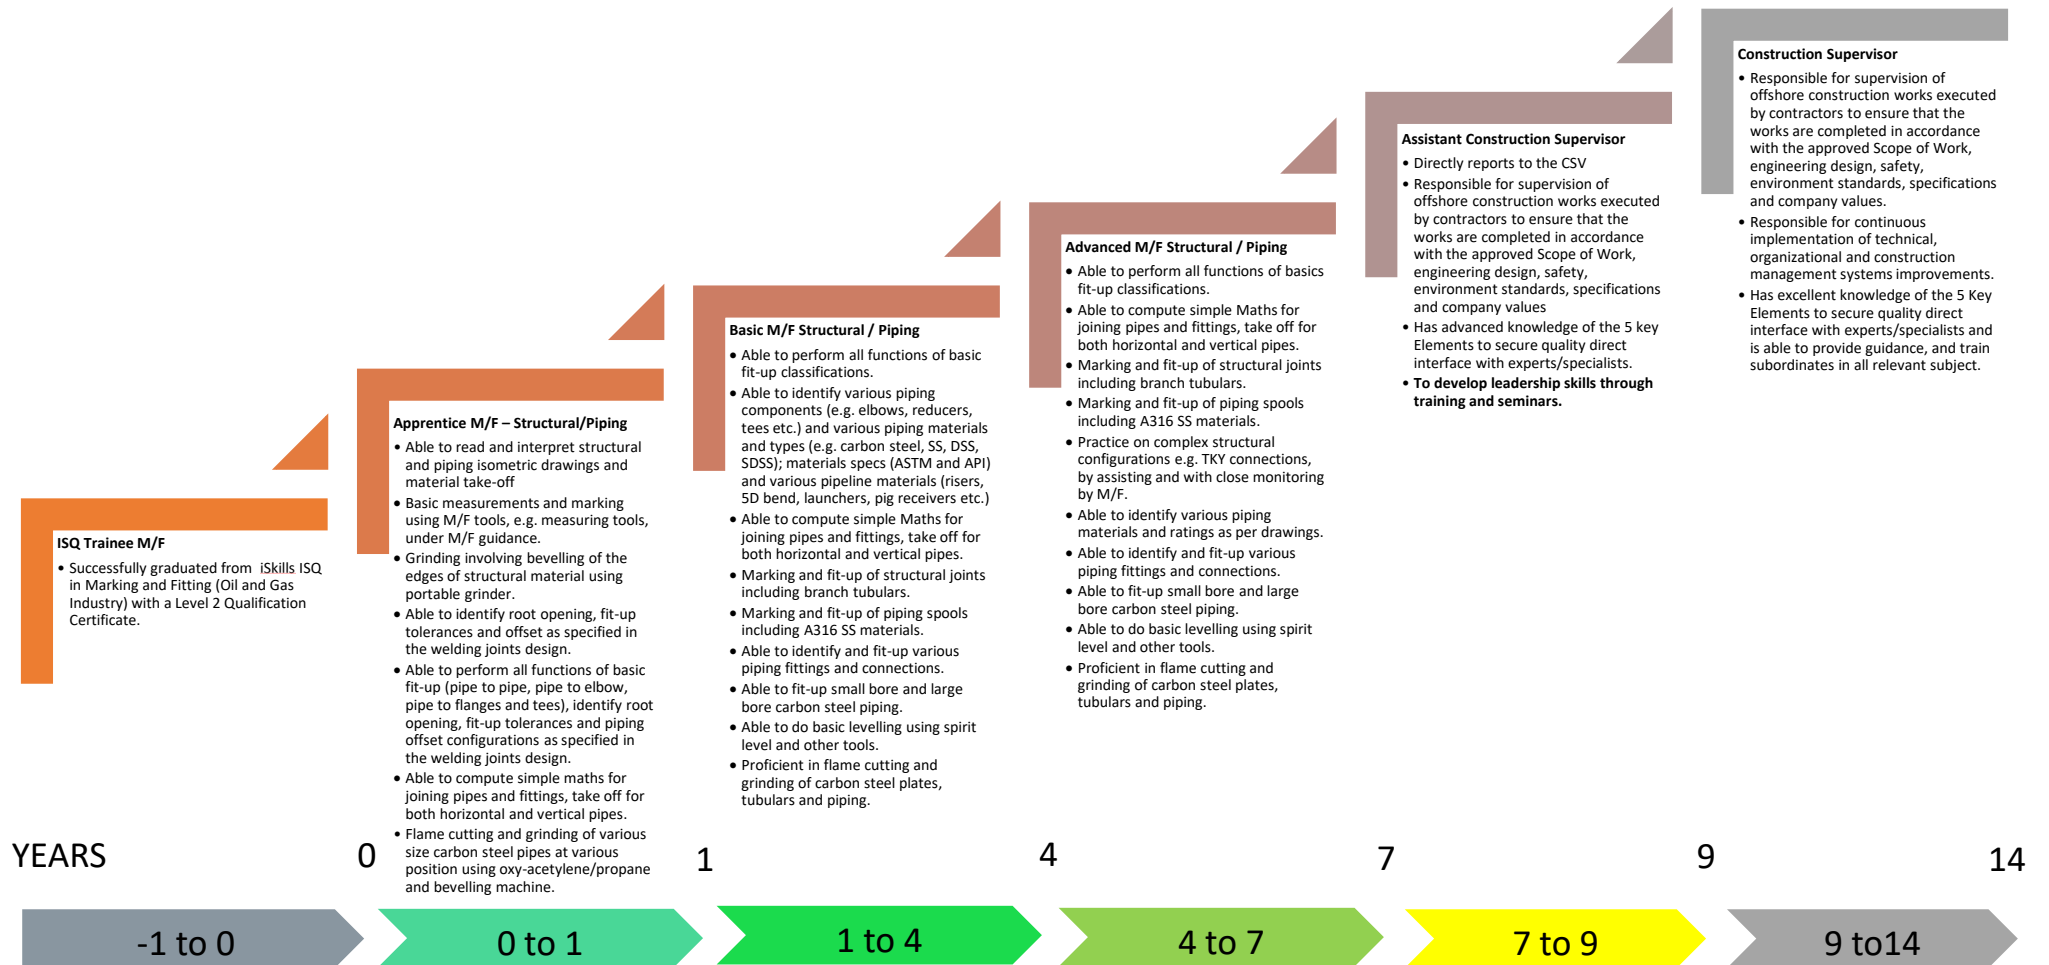 ISQ Trainee M/F
• Successfully graduated from iSkills ISQ
in Marking and Fitting (Oil and Gas
Industry) with a Level 2 Qualification
Certificate.
Apprentice M/F – Structural/Piping
• Able to read and interpret structural
and piping isometric drawings and
material take-off
• Basic measurements and marking
using M/F tools, e.g. measuring tools,
under M/F guidance.
• Grinding involving bevelling of the
edges of structural material using
portable grinder.
• Able to identify root opening, fit-up
tolerances and offset as specified in
the welding joints design.
• Able to perform all functions of basic
fit-up (pipe to pipe, pipe to elbow,
pipe to flanges and tees), identify root
opening, fit-up tolerances and piping
offset configurations as specified in
the welding joints design.
• Able to compute simple maths for
joining pipes and fittings, take off for
both horizontal and vertical pipes.
• Flame cutting and grinding of various
size carbon steel pipes at various
position using oxy-acetylene/propane
and bevelling machine.
Basic M/F Structural / Piping
• Able to perform all functions of basic
fit-up classifications.
• Able to identify various piping
components (e.g. elbows, reducers,
tees etc.) and various piping materials
and types (e.g. carbon steel, SS, DSS,
SDSS); materials specs (ASTM and API)
and various pipeline materials (risers,
5D bend, launchers, pig receivers etc.)
• Able to compute simple Maths for
joining pipes and fittings, take off for
both horizontal and vertical pipes.
• Marking and fit-up of structural joints
including branch tubulars.
• Marking and fit-up of piping spools
including A316 SS materials.
• Able to identify and fit-up various
piping fittings and connections.
• Able to fit-up small bore and large
bore carbon steel piping.
• Able to do basic levelling using spirit
level and other tools.
• Proficient in flame cutting and
grinding of carbon steel plates,
tubulars and piping.
Advanced M/F Structural / Piping
• Able to perform all functions of basics
fit-up classifications.
• Able to compute simple Maths for
joining pipes and fittings, take off for
both horizontal and vertical pipes.
• Marking and fit-up of structural joints
including branch tubulars.
• Marking and fit-up of piping spools
including A316 SS materials.
• Practice on complex structural
configurations e.g. TKY connections,
by assisting and with close monitoring
by M/F.
• Able to identify various piping
materials and ratings as per drawings.
• Able to identify and fit-up various
piping fittings and connections.
• Able to fit-up small bore and large
bore carbon steel piping.
• Able to do basic levelling using spirit
level and other tools.
• Proficient in flame cutting and
grinding of carbon steel plates,
tubulars and piping.
Assistant Construction Supervisor
• Directly reports to the CSV
• Responsible for supervision of
offshore construction works executed
by contractors to ensure that the
works are completed in accordance
with the approved Scope of Work,
engineering design, safety,
environment standards, specifications
and company values
• Has advanced knowledge of the 5 key
Elements to secure quality direct
interface with experts/specialists.
• To develop leadership skills through
training and seminars.
Construction Supervisor
• Responsible for supervision of
offshore construction works executed
by contractors to ensure that the
works are completed in accordance
with the approved Scope of Work,
engineering design, safety,
environment standards, specifications
and company values.
• Responsible for continuous
implementation of technical,
organizational and construction
management systems improvements.
• Has excellent knowledge of the 5 Key
Elements to secure quality direct
interface with experts/specialists and
is able to provide guidance, and train
subordinates in all relevant subject.
YEARS 0 1 4 7 9 14
-1 to 0 0 to 1 1 to 4 4 to 7 7 to 9 9 to14